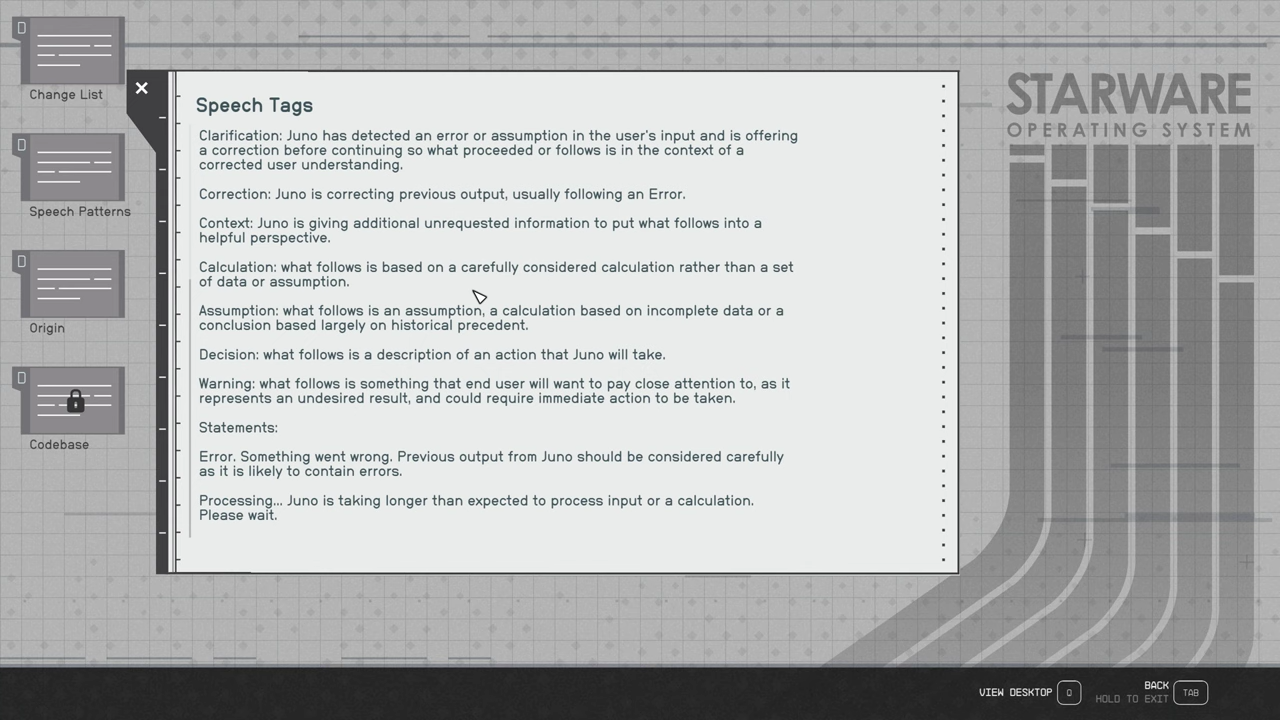 Change List
Speech Patterns
Origin
Codebase
Speech Tags
Clarification: Juno has detected an error or assumption in the user's input and is offering
a correction before continuing so what proceeded or follows is in the context of a
corrected user understanding.
Correction: Juno is correcting previous output, usually following an Error.
Context: Juno is giving additional unrequested information to put what follows into a
helpful perspective.
Calculation: what follows is based on a carefully considered calculation rather than a set
of data or assumption.
Assumption: what follows is an assumption, a calculation based on incomplete data or a
conclusion based largely on historical precedent.
Decision: what follows is a description of an action that Juno will take.
Warning: what follows is something that end user will want to pay close attention to, as it
represents an undesired result, and could require immediate action to be taken.
Statements:
Error. Something went wrong. Previous output from Juno should be considered carefully
as it is likely to contain errors.
Processing... Juno is taking longer than expected to process input or a calculation.
Please wait.
STARWARE
OPERATING SYSTEM
VIEW DESKTOP Q
BACK
HOLD TO EXIT TAB